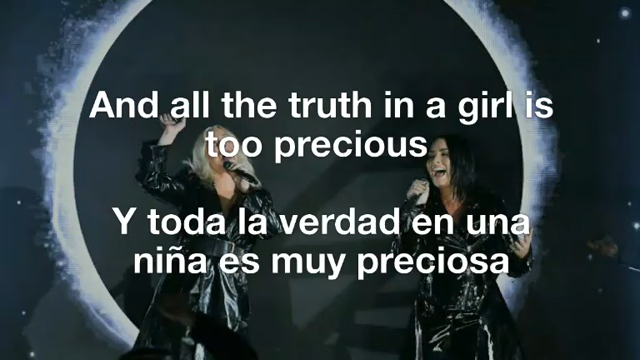 And all the truth in a girl is
too precious
Y toda la verdad en una
niña es muy preciosa